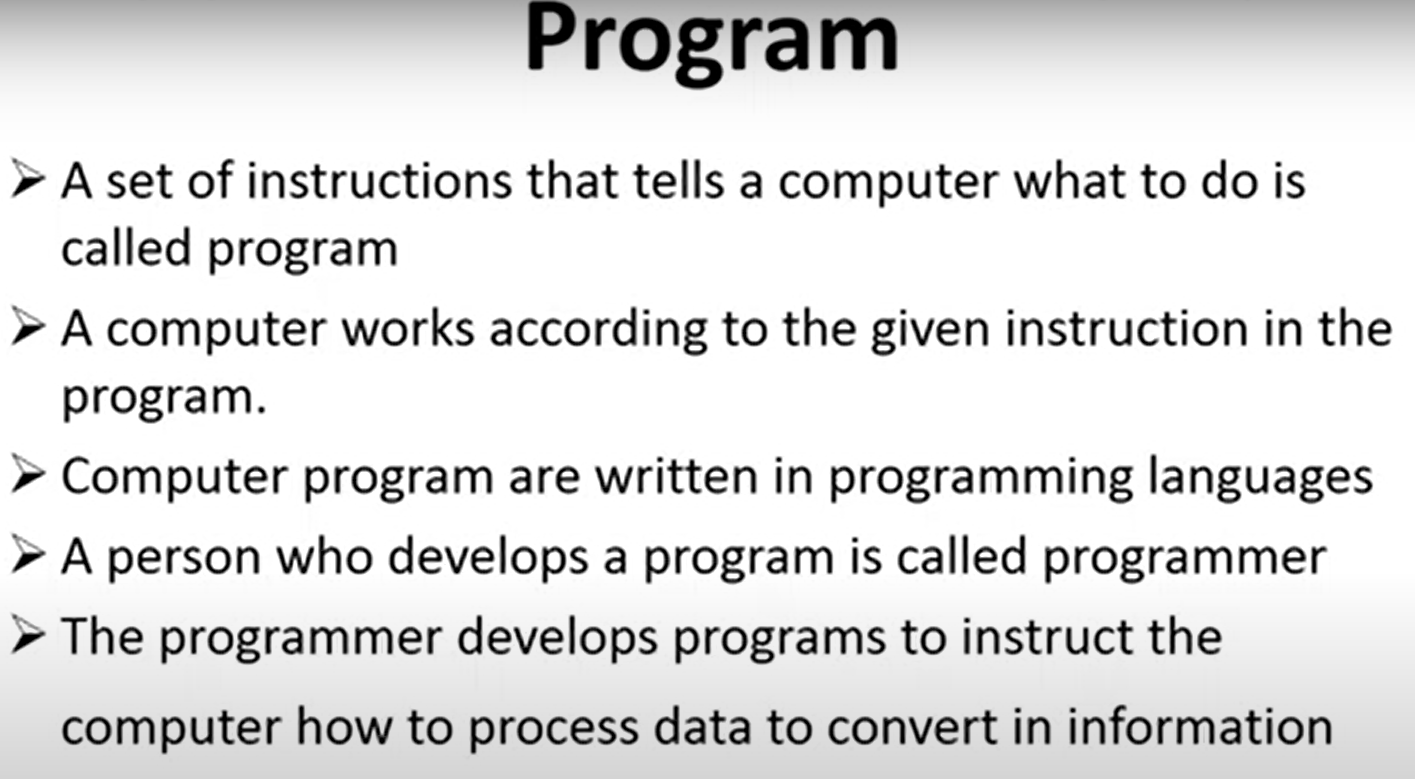 Program
➢ A set of instructions that tells a computer what to do is
called program
➢ A computer works according to the given instruction in the
program.
➢ Computer program are written in programming languages
➢ A person who develops a program is called programmer
➢ The programmer develops programs to instruct the
computer how to process data to convert in information